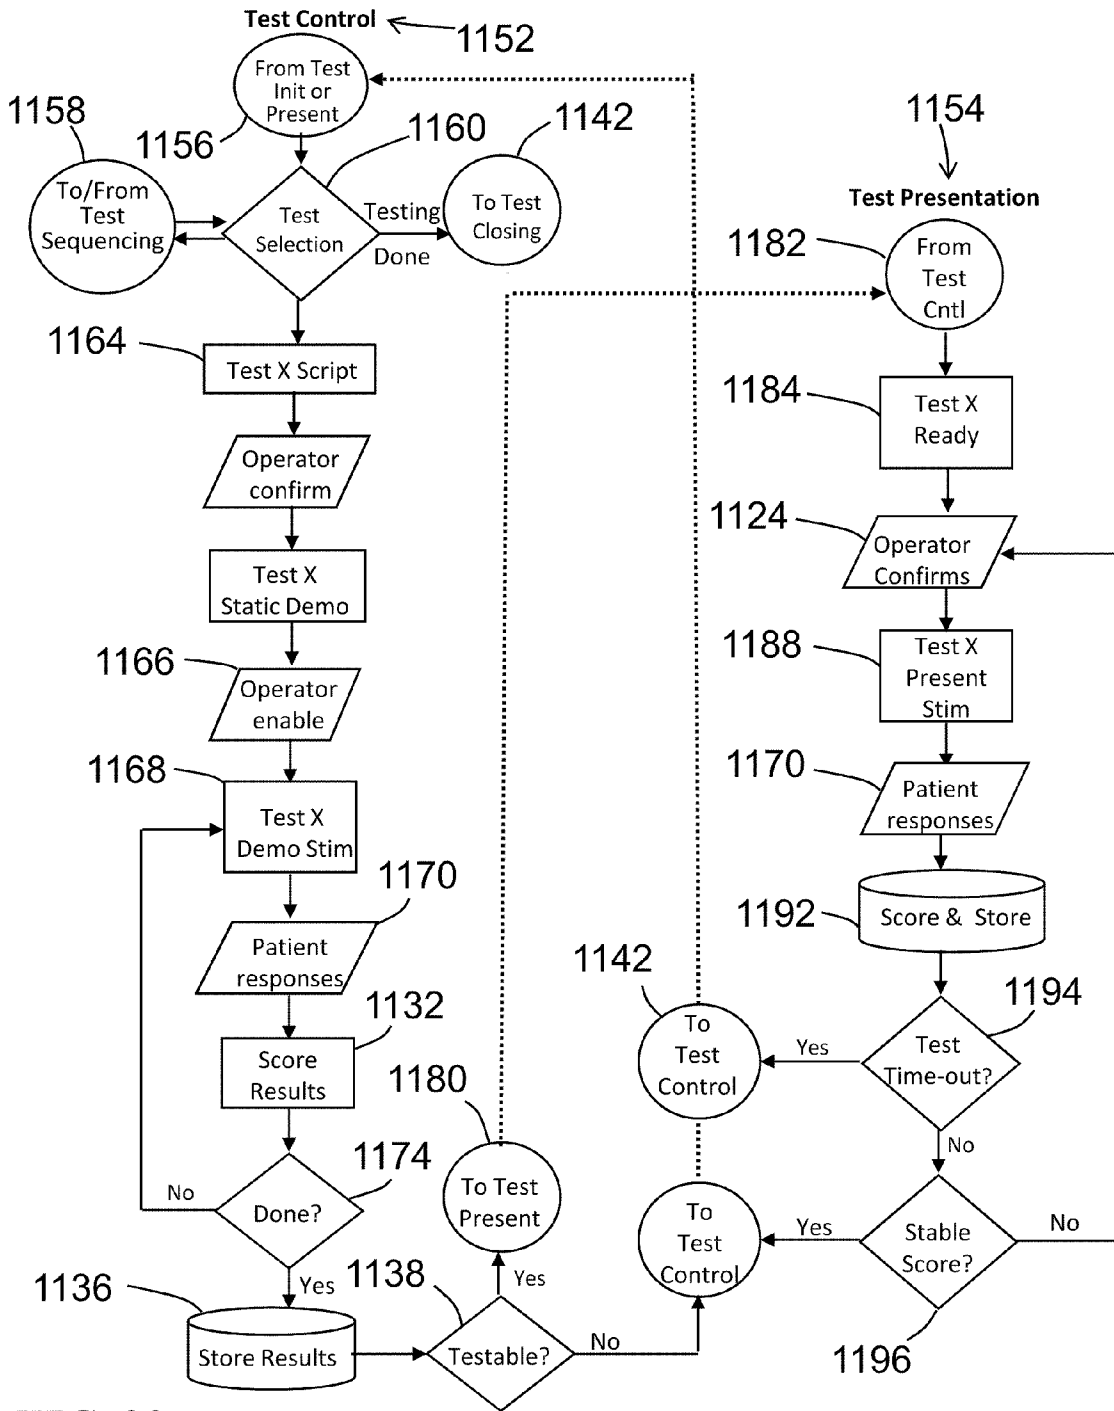 Test Control
1152
From Test
Init or
Present
1156
1158
To/From
Test
Sequencing
1160
Test
Selection
Testing
Done
1142
To Test
Closing
1164
Test X Script
Operator
confirm
Test X
Static Demo
1166
Operator
enable
1168
Test X
Demo Stim
1170
Patient
responses
1132
Score
Results
1174
Done?
No
Yes
1136
Store Results
1138
Testable?
Yes
No
1180
To Test
Present
1154
Test Presentation
1182
From
Test
Cntl
1184
Test X
Ready
1124
Operator
Confirms
1188
Test X
Present
Stim
1170
Patient
responses
1192
Score & Store
1194
Test
Time-out?
Yes
No
1142
To
Test
Control
Stable
Score?
Yes
No
1196
To
Test
Control